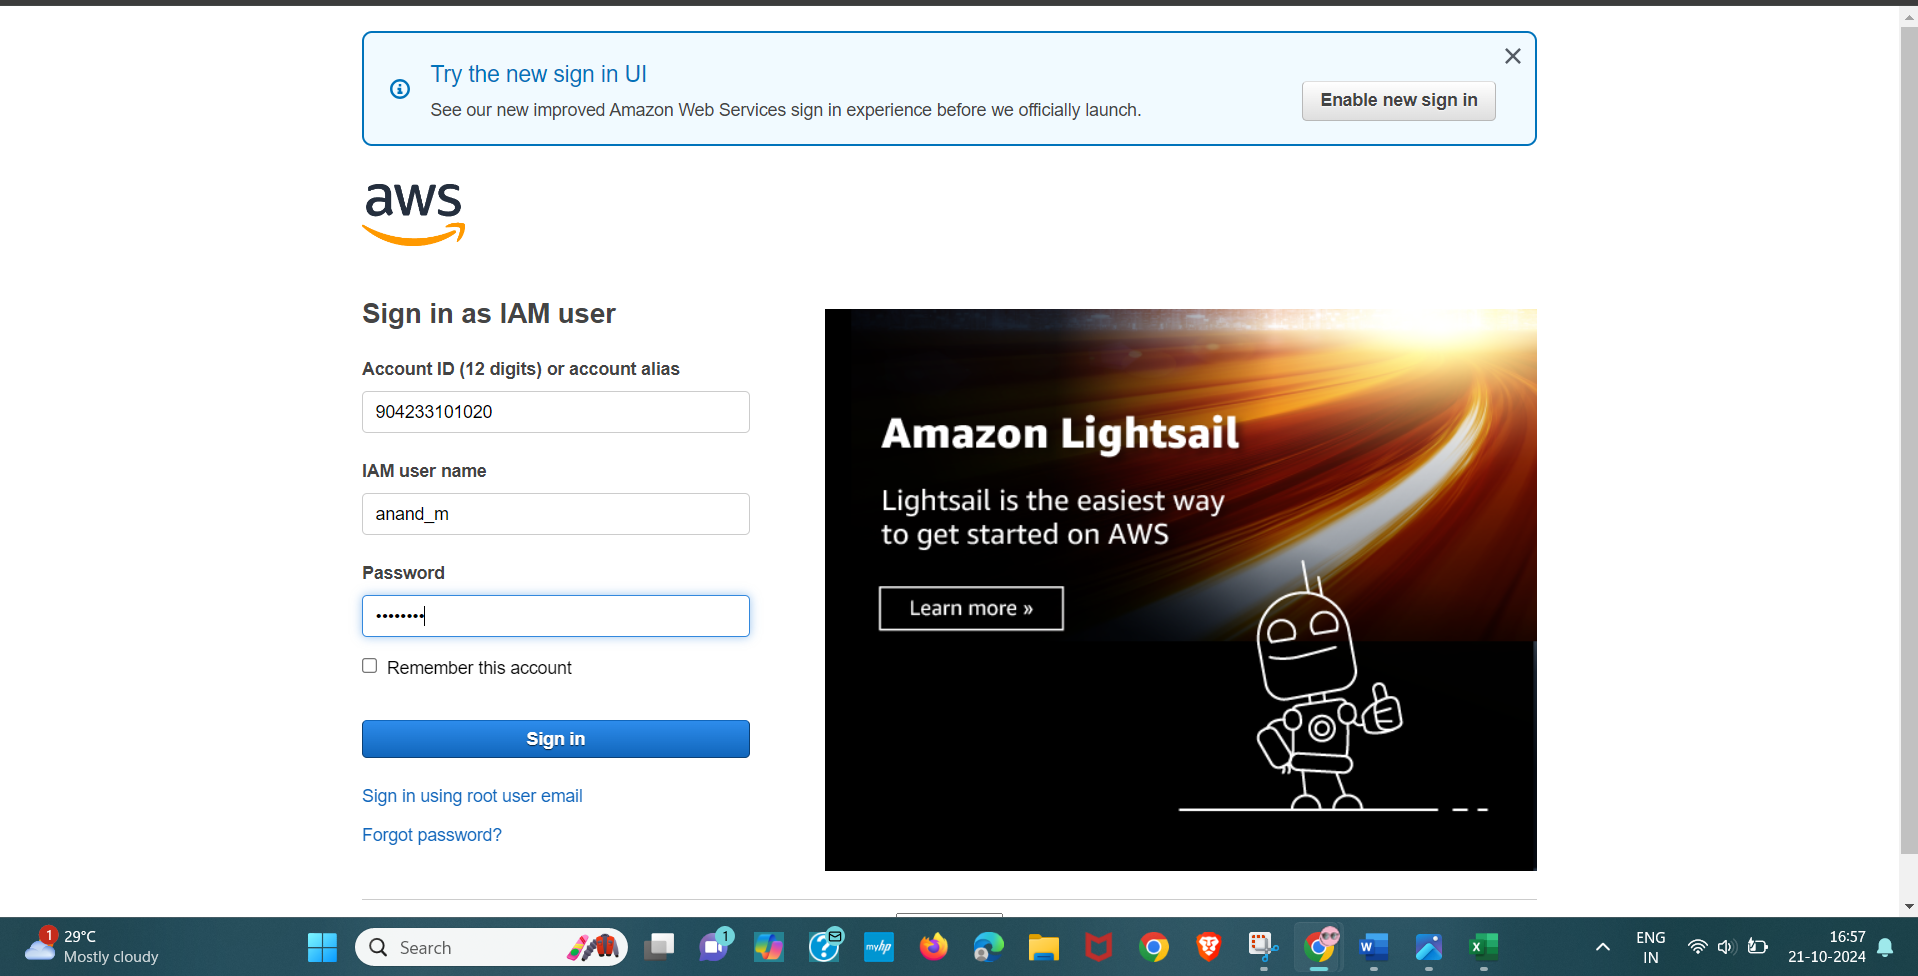 Try the new sign in UI
See our new improved Amazon Web Services sign in experience before we officially launch.
Enable new sign in
aws
Sign in as IAM user
Account ID (12 digits) or account alias
904233101020
IAM user name
anand_m
Password
••••••••
Remember this account
Sign in
Sign in using root user email
Forgot password?
Amazon Lightsail
Lightsail is the easiest way
to get started on AWS
Learn more »
1
29°C
Mostly cloudy
Search
1
myhp
W
X
ENG
IN
16:57
21-10-2024